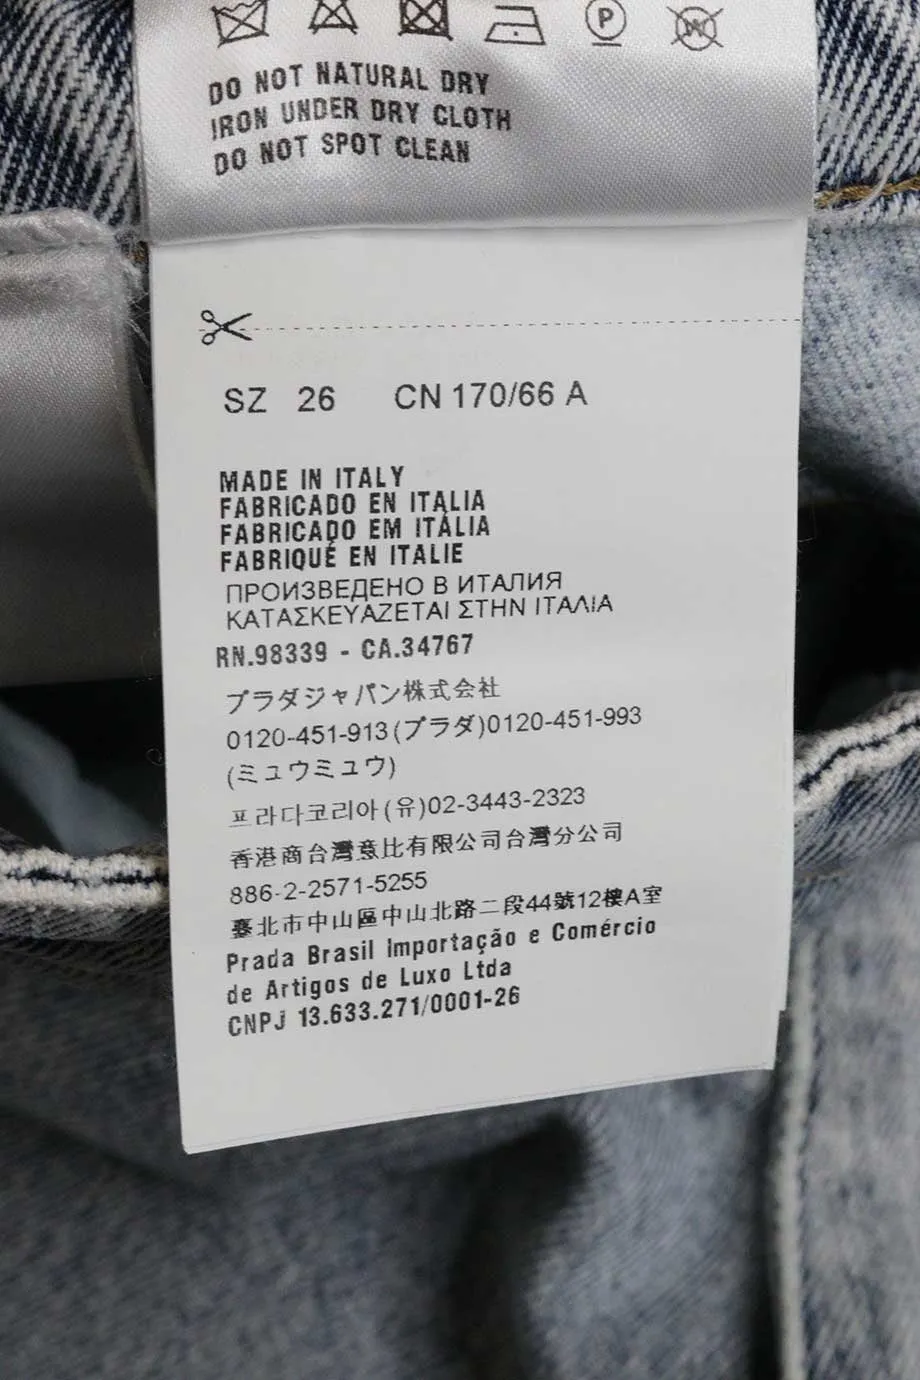 P
W
DO NOT NATURAL DRY
IRON UNDER DRY CLOTH
DO NOT SPOT CLEAN
SZ 26 CN 170/66 A
MADE IN ITALY
FABRICADO EN ITALIA
FABRICADO EM ITÁLIA
FABRIQUÉ EN ITALIE
ПРОИЗВЕДЕНО В ИТАЛИЯ
ΚΑΤΑΣΚΕΥΑΖΕΤΑΙ ΣΤΗΝ ΙΤΑΛΙΑ
RN.98339 - CA.34767
プラダジャパン株式会社
0120-451-913(プラダ)0120-451-993
(ミュウミュウ)
프라다코리아(유)02-3443-2323
香港商台灣意比有限公司台灣分公司
886-2-2571-5255
臺北市中山區中山北路二段44號12樓A室
Prada Brasil Importação e Comércio
de Artigos de Luxo Ltda
CNPJ 13.633.271/0001-26